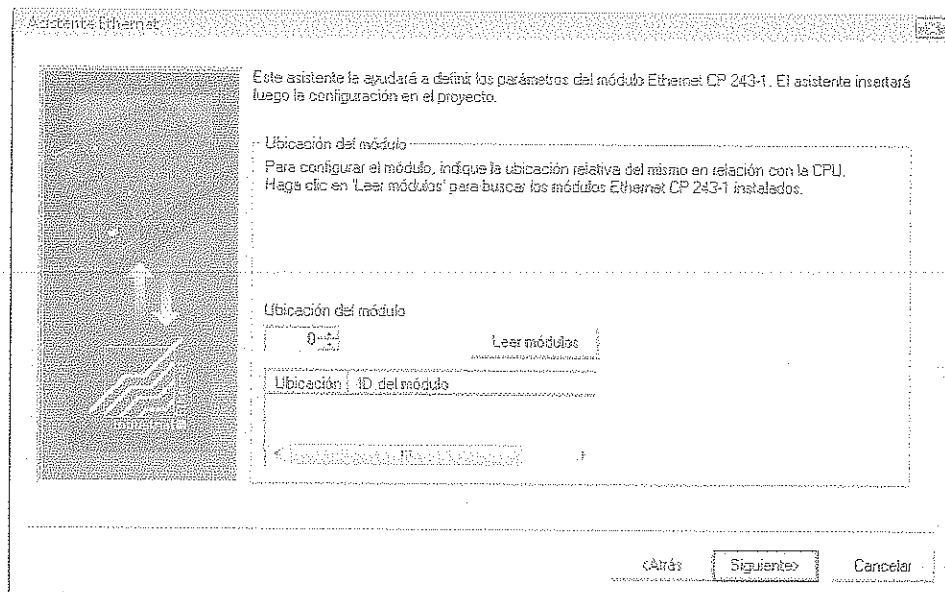 Asistente Ethernet
Este asistente le ayudará a definir los parámetros del módulo Ethernet CP 243-1. El asistente insertará
luego la configuración en el proyecto.
Ubicación del módulo
Para configurar el módulo, indique la ubicación relativa del mismo en relación con la CPU.
Haga clic en 'Leer módulos' para buscar los módulos Ethernet CP 243-1 instalados.
Ubicación del módulo
0
Leer módulos
Ubicación ID del módulo
<Atrás Siguiente> Cancelar